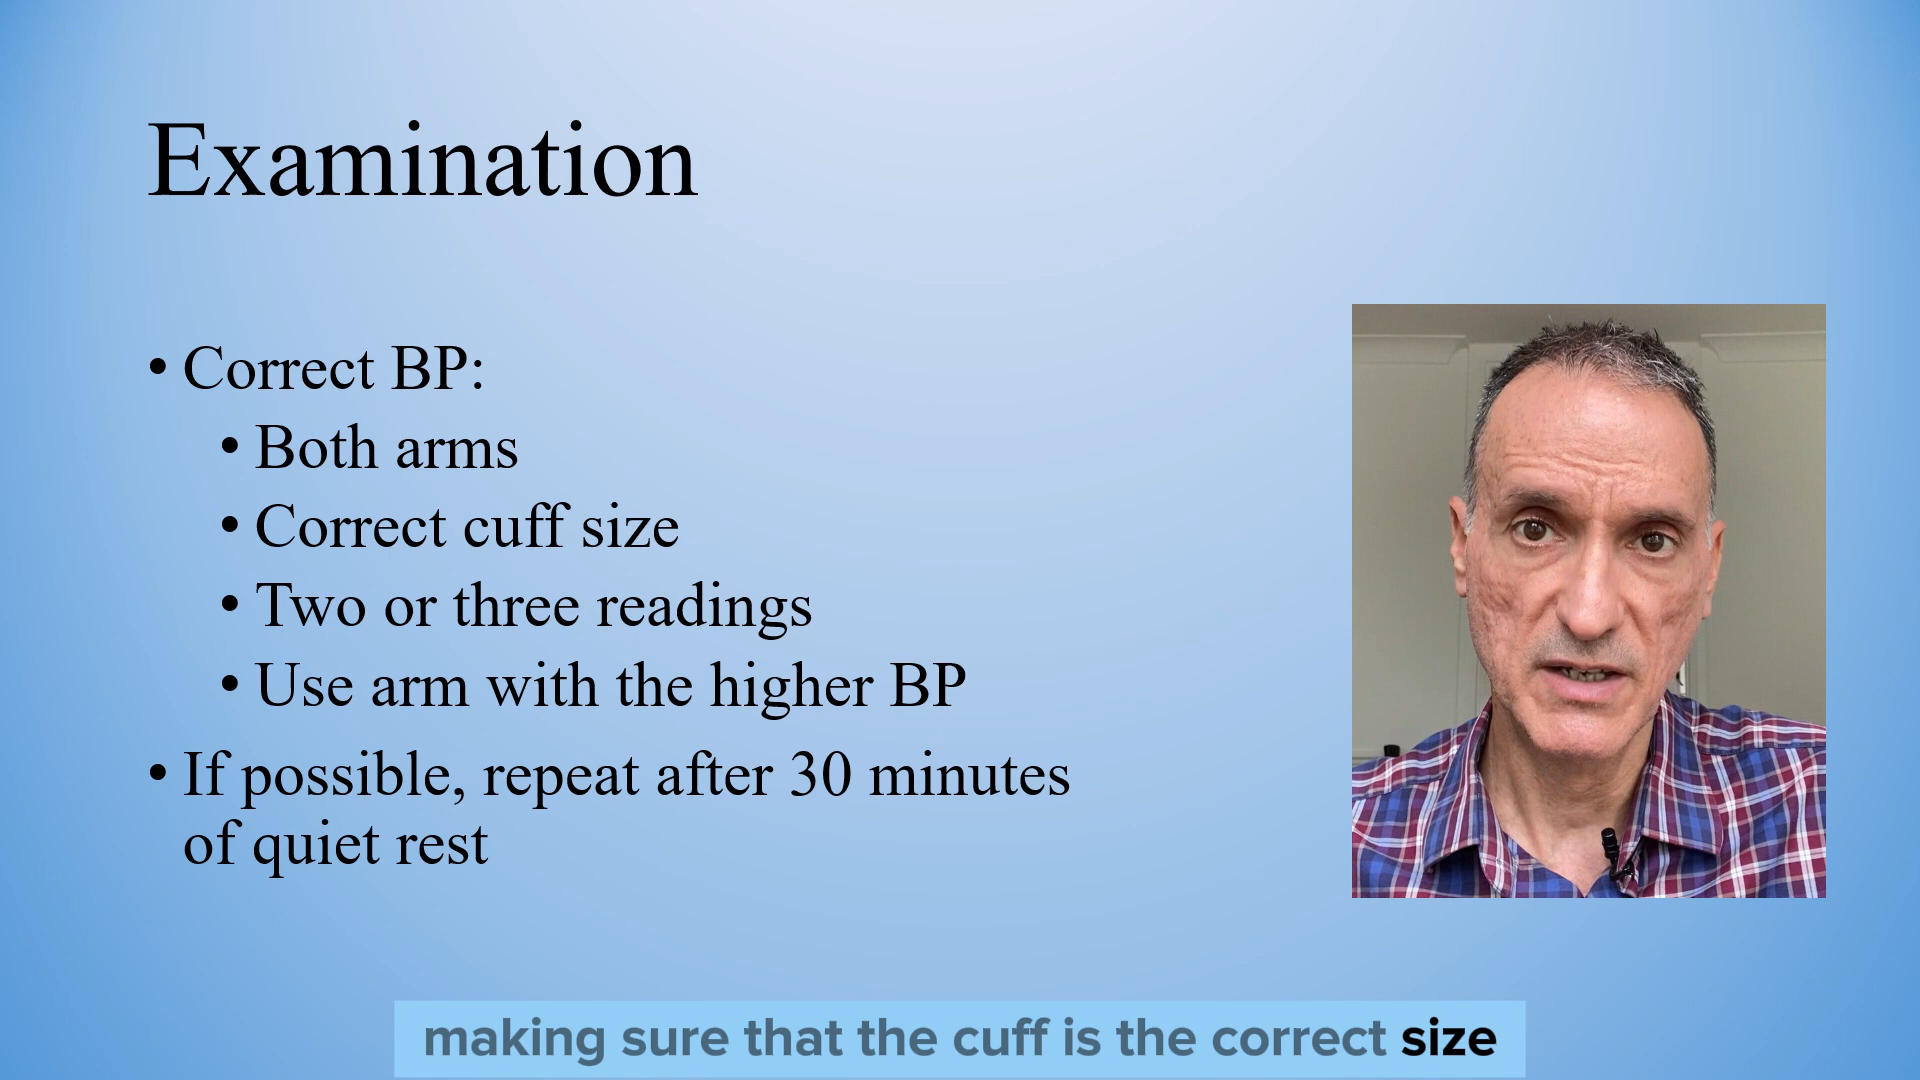 Examination
• Correct BP:
• Both arms
• Correct cuff size
• Two or three readings
• Use arm with the higher BP
• If possible, repeat after 30 minutes
of quiet rest
making sure that the cuff is the correct size